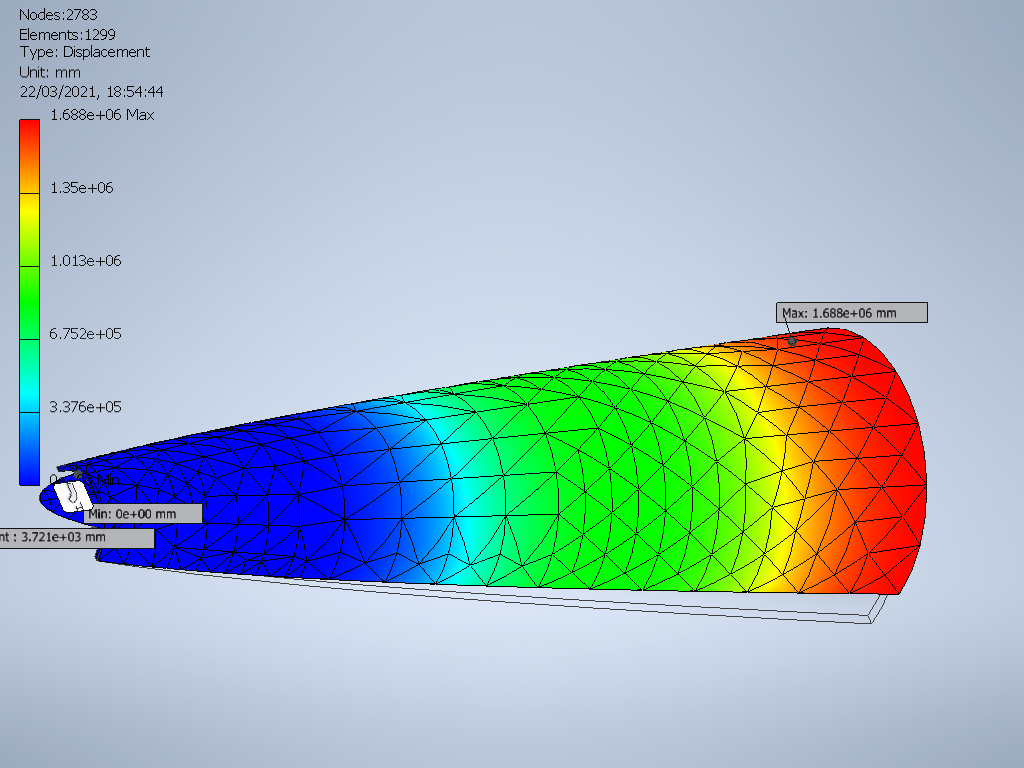 Nodes:2783
Elements:1299
Type: Displacement
Unit: mm
22/03/2021, 18:54:44
1.688e+06 Max
1.35e+06
1.013e+06
6.752e+05
3.376e+05
Max: 1.688e+06 mm
Min: 0e+00 mm
nt : 3.721e+03 mm